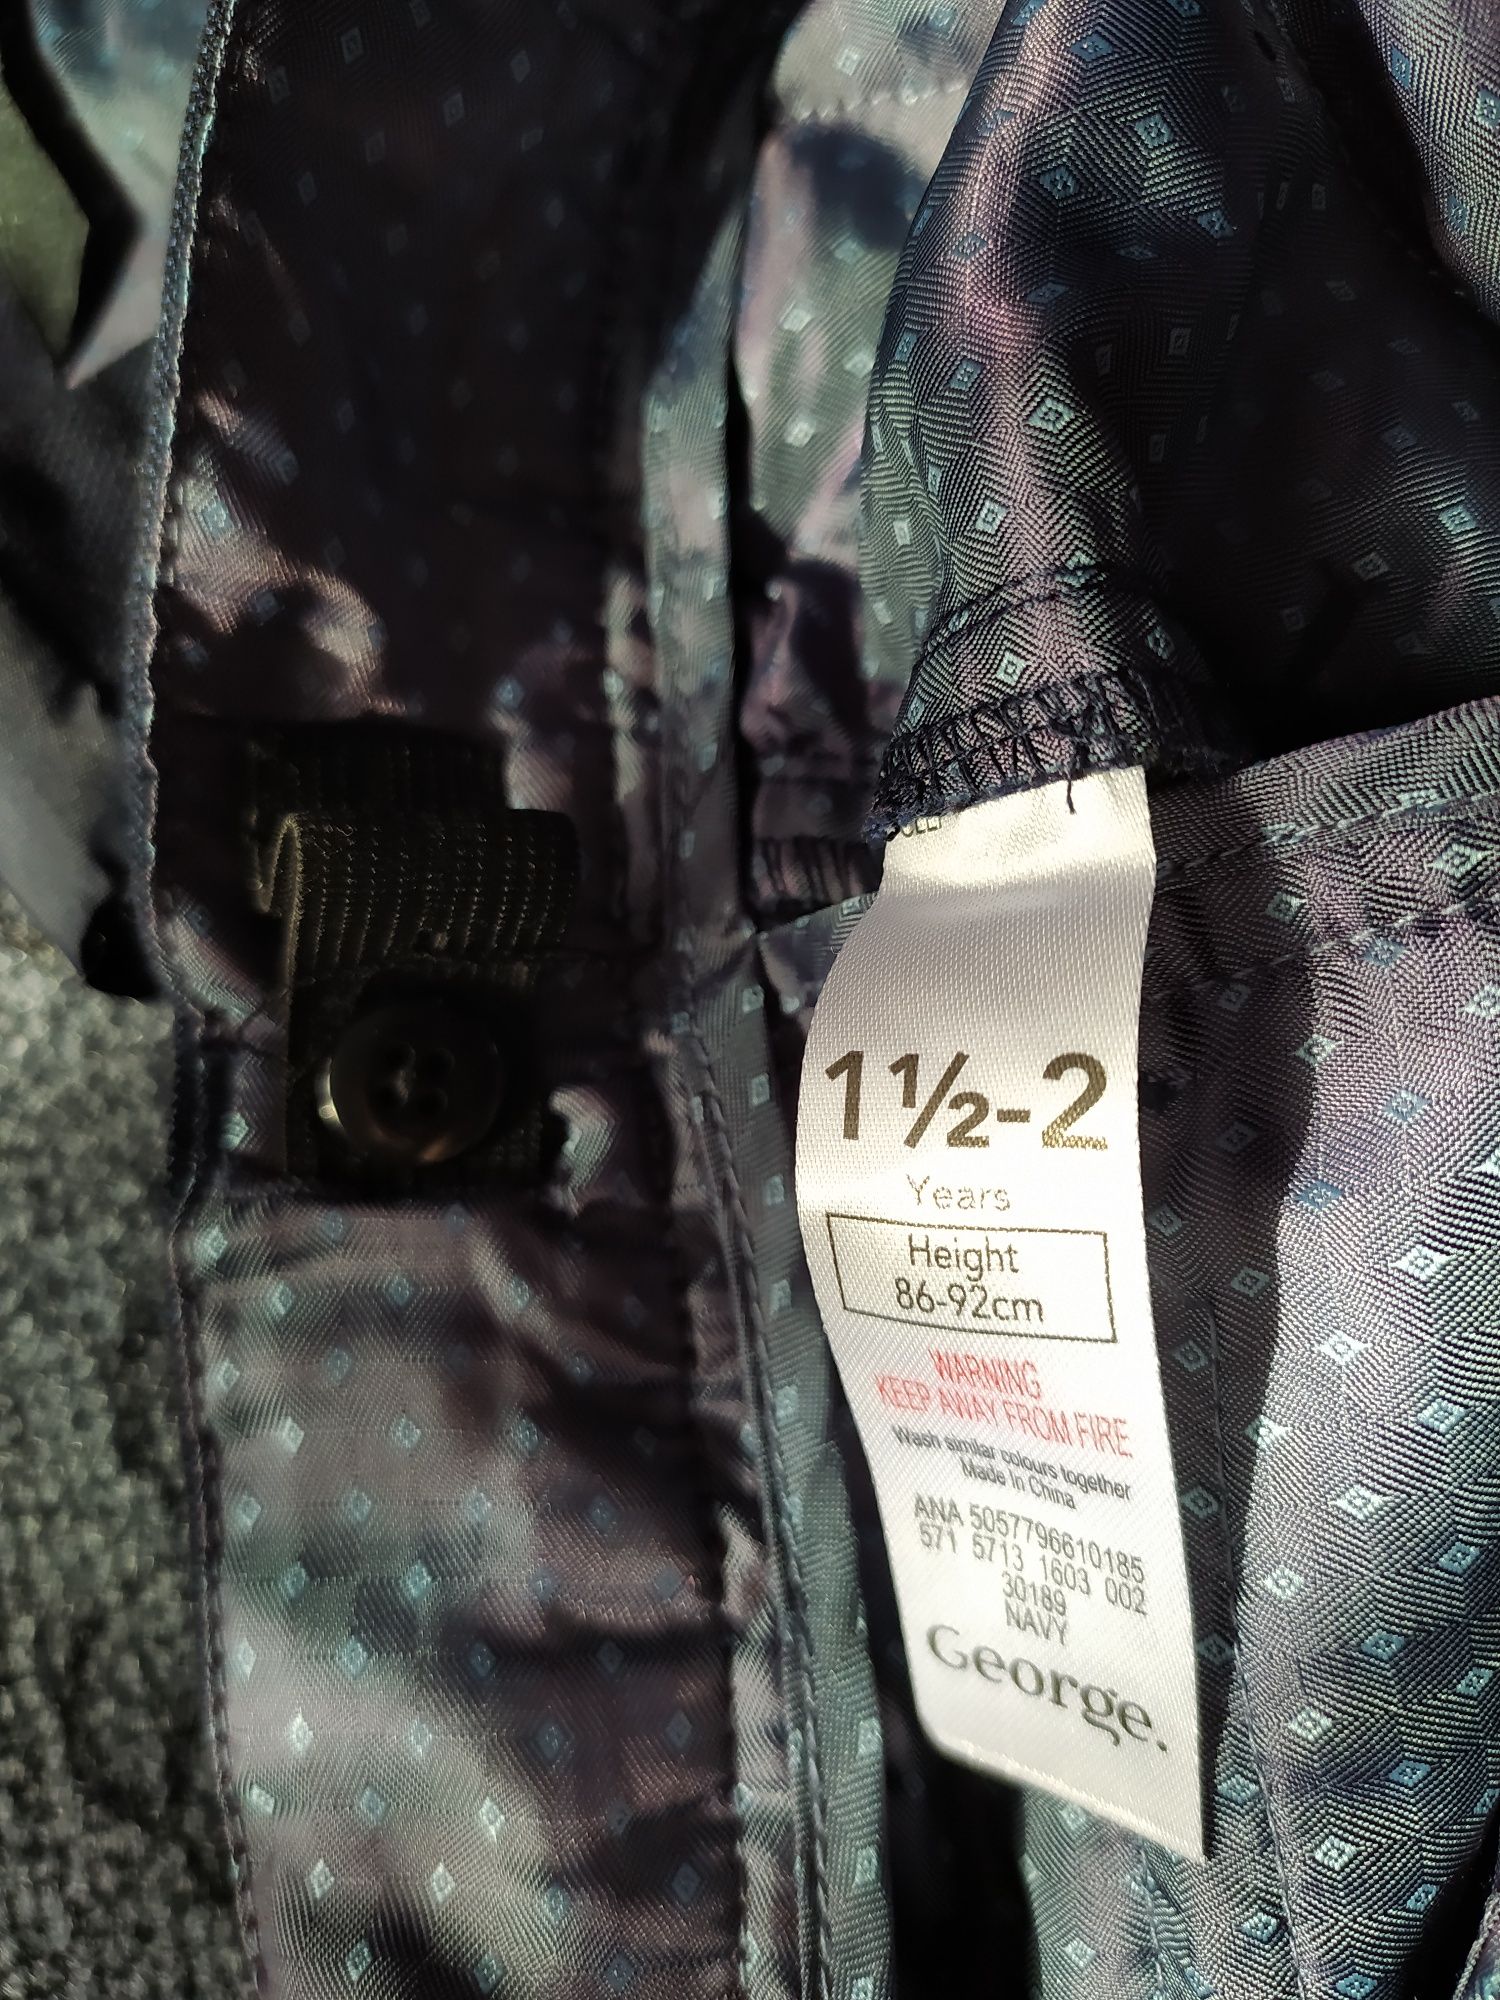 1½-2
Years
Height
86-92cm
WARNING
KEEP AWAY FROM FIRE
Wash similar colours together
Made In China
ANA 5057796610185
571 5713 1603 002
30189
NAVY
George.